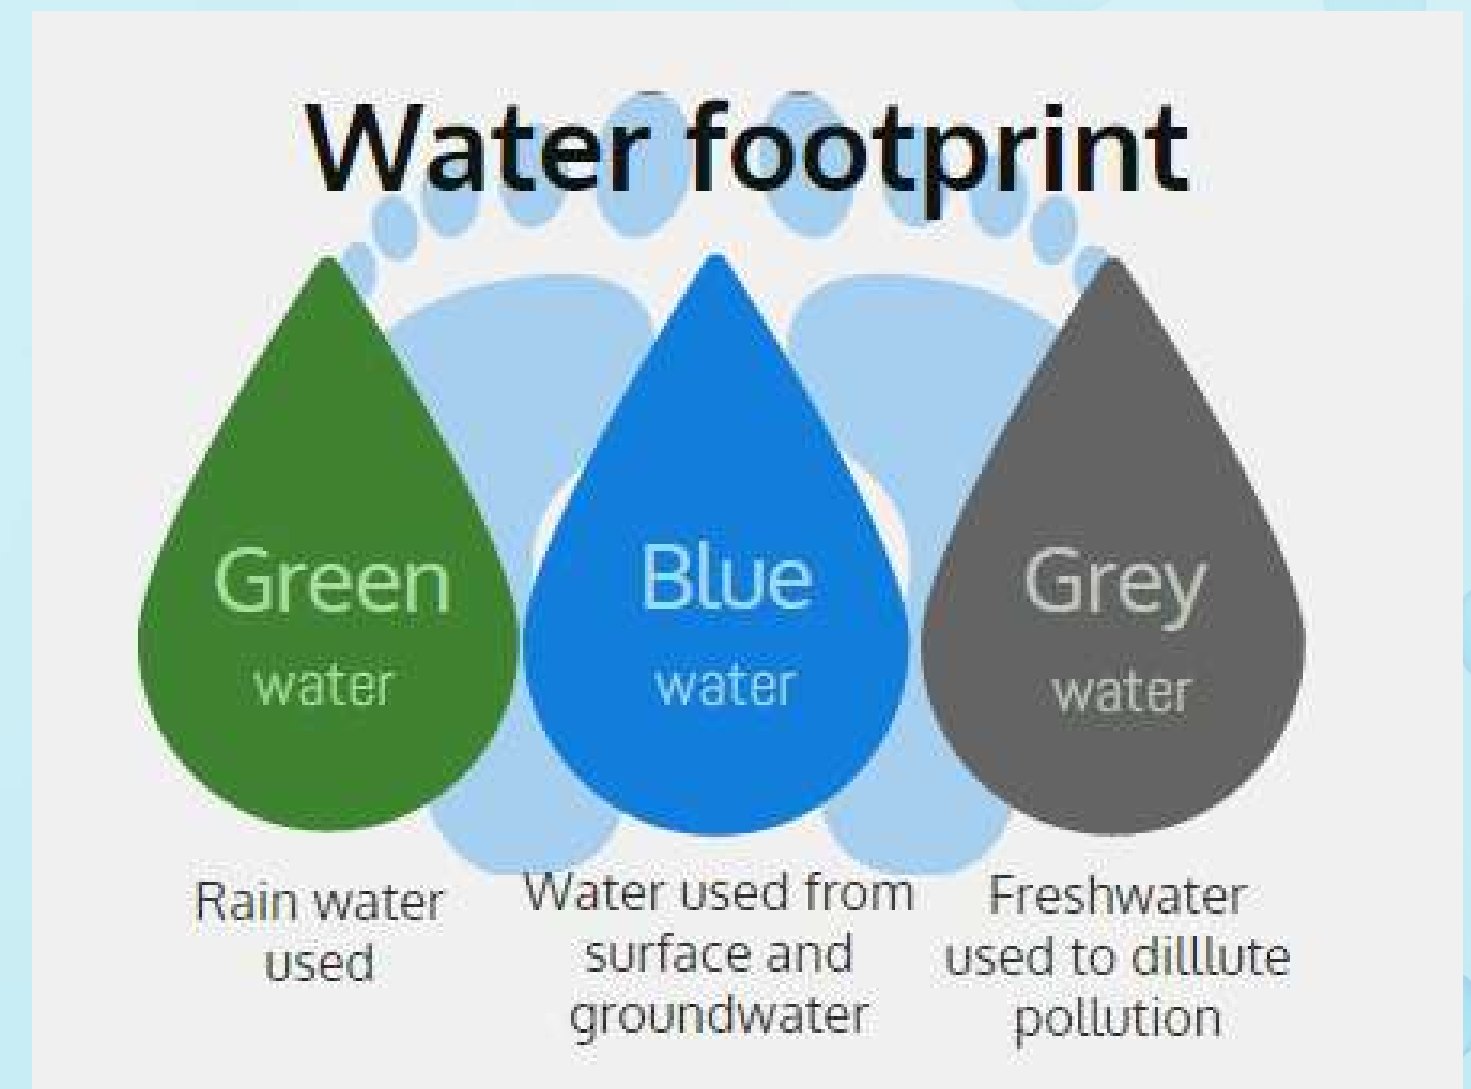 Water footprint
Green
water
Blue
water
Grey
water
Rain water
used
Water used from
surface and
groundwater
Freshwater
used to dilllute
pollution